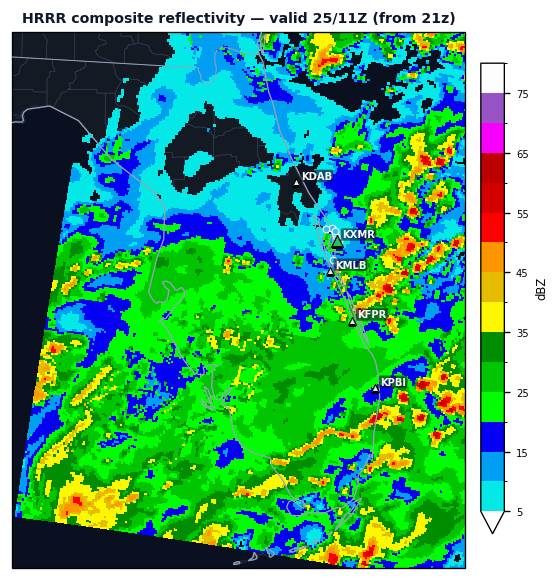 HRRR composite reflectivity — valid 25/11Z (from 21z)
KDAB
KXMR
KMLB
KFPR
KPBI
75
65
55
45
35
25
15
5
dBZ